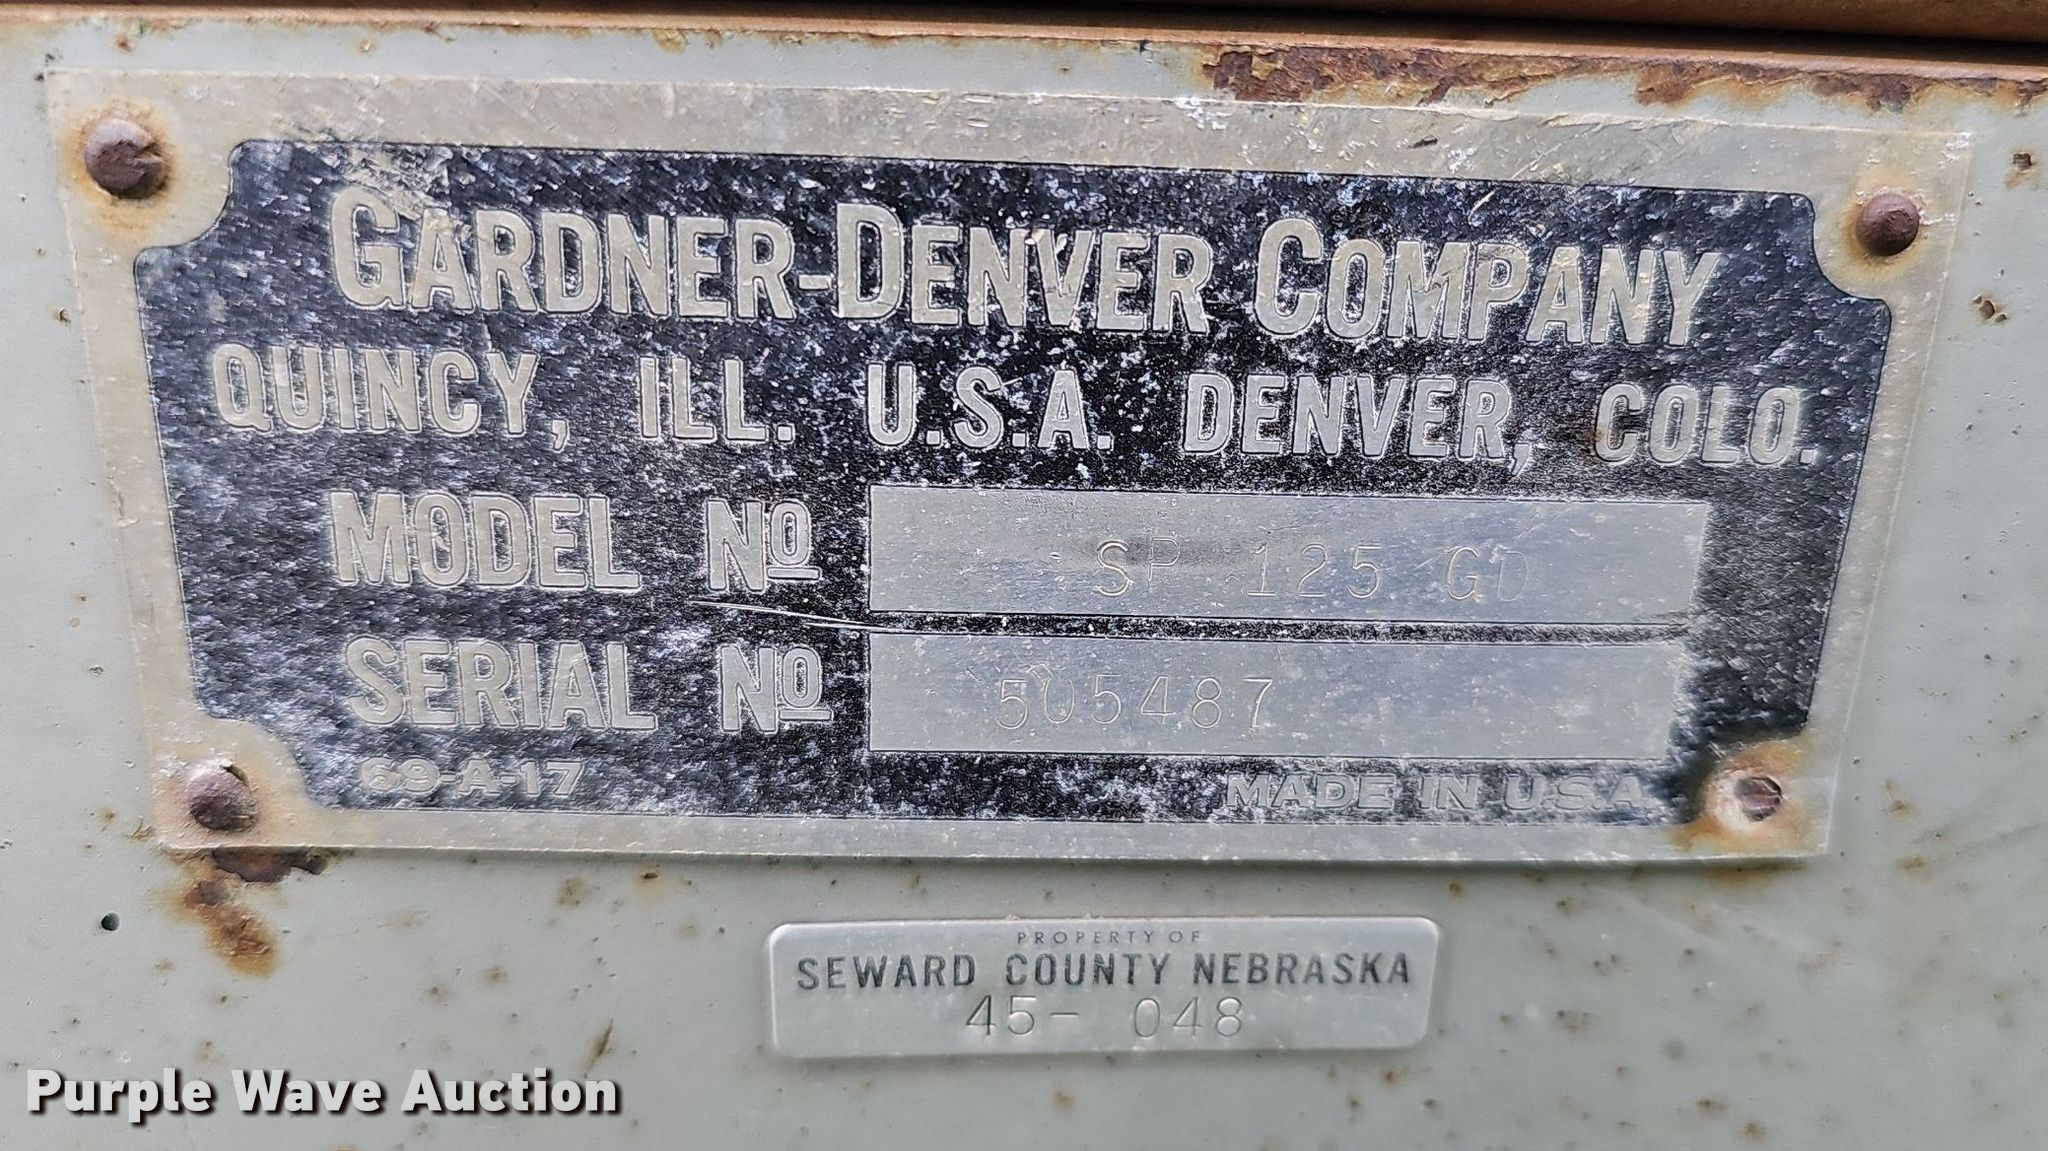 GARDNER-DENVER COMPANY
QUINCY, ILL. U.S.A. DENVER, COLO.
MODEL NO SP 125 GD
SERIAL NO 505487
69-A-17 MADE IN U.S.A.
PROPERTY OF
SEWARD COUNTY NEBRASKA
45- 048
Purple Wave Auction